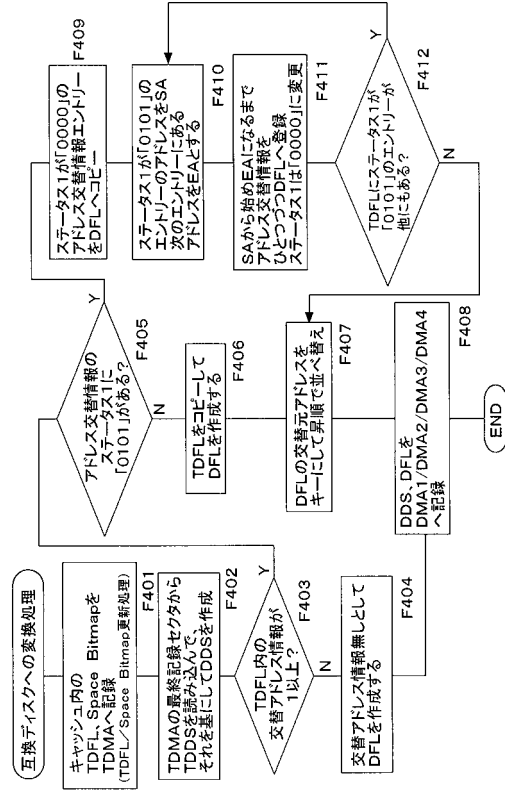 互換ディスクへの変換処理
キャッシュ内の
TDFL、Space Bitmapを
TDMAへ記録
(TDFL/Space Bitmap更新処理)
F401
TDMAの最終記録セクタから
TDDSを読み込んで、
それを基にしてDDSを作成
F402
TDFL内の
交替アドレス情報が
1以上?
F403
Y
N
交替アドレス情報無しとして
DFLを作成する
F404
アドレス交替情報の
ステータス1に
「0101」がある?
F405
Y
N
TDFLをコピーして
DFLを作成する
F406
DFLの交替元アドレスを
キーにして昇順で並べ替え
F407
DDS、DFLを
DMA1/DMA2/DMA3/DMA4
へ記録
F408
END
ステータス1が「0000」の
アドレス交替情報エントリー
をDFLへコピー
F409
ステータス1が「0101」の
エントリーのアドレスをSA
次のエントリーにある
アドレスをEAとする
F410
SAから始めEAになるまで
アドレス交替情報を
ひとつづつDFLへ登録
ステータス1は「0000」に変更
F411
TDFLにステータス1が
「0101」のエントリーが
他にもある?
F412
Y
N